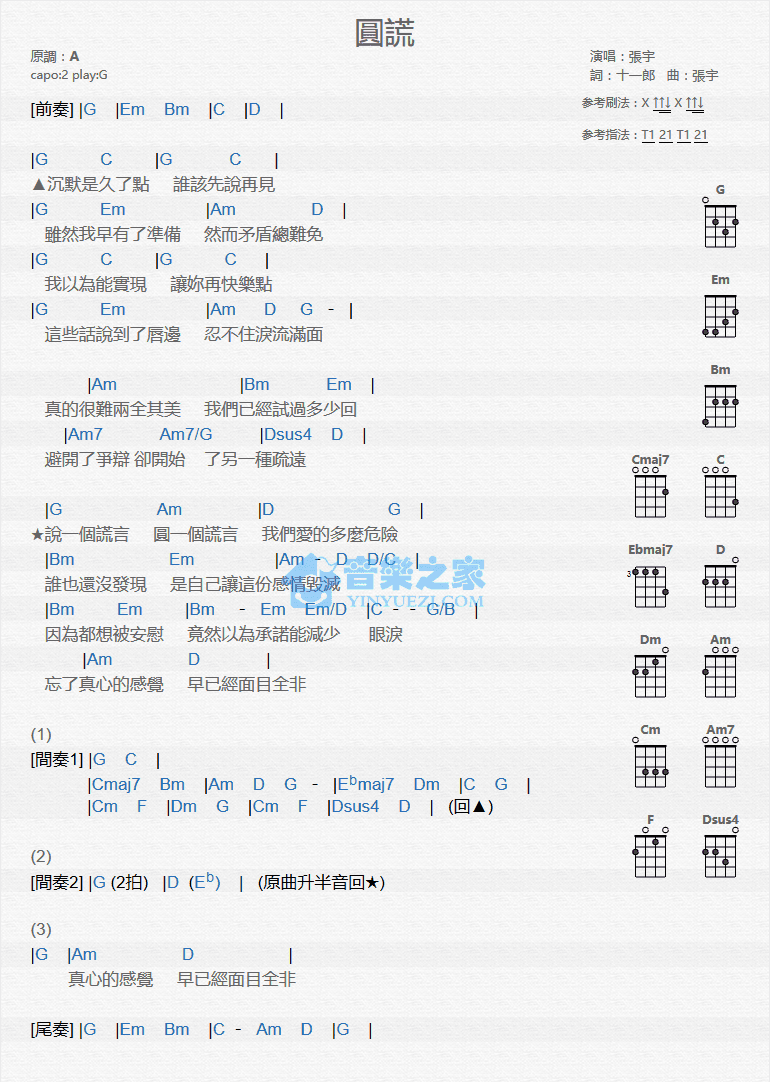 圓謊
原調：A
capo:2 play:G
演唱：張宇
詞：十一郎 曲：張宇
参考刷法：X ↑↑↓ X ↑↑↓
参考指法：T1 21 T1 21
[前奏] |G |Em Bm |C |D |
|G C |G C |
▲沉默是久了點 誰該先說再見
|G Em |Am D |
雖然我早有了準備 然而矛盾總難免
|G C |G C |
我以為能實現 讓妳再快樂點
|G Em |Am D G - |
這些話說到了唇邊 忍不住淚流滿面
|Am |Bm Em |
真的很難兩全其美 我們已經試過多少回
|Am7 Am7/G |Dsus4 D |
避開了爭辯 卻開始 了另一種疏遠
|G Am |D G |
★說一個謊言 圓一個謊言 我們愛的多麼危險
|Bm Em |Am - D D/C |
誰也還沒發現 是自己讓這份感情毀滅
|Bm Em |Bm - Em Em/D |C - - G/B |
因為都想被安慰 竟然以為承諾能減少 眼淚
|Am D |
忘了真心的感覺 早已經面目全非
(1)
[間奏1] |G C |
|Cmaj7 Bm |Am D G - |Ebmaj7 Dm |C G |
|Cm F |Dm G |Cm F |Dsus4 D | (回▲)
(2)
[間奏2] |G (2拍) |D (Eb) | (原曲升半音回★)
(3)
|G |Am D |
真心的感覺 早已經面目全非
[尾奏] |G |Em Bm |C - Am D |G |
G
Em
Bm
Cmaj7 C
Ebmaj7 D
3
Dm Am
Cm Am7
F Dsus4
音樂之家
YINYUEZJ.COM